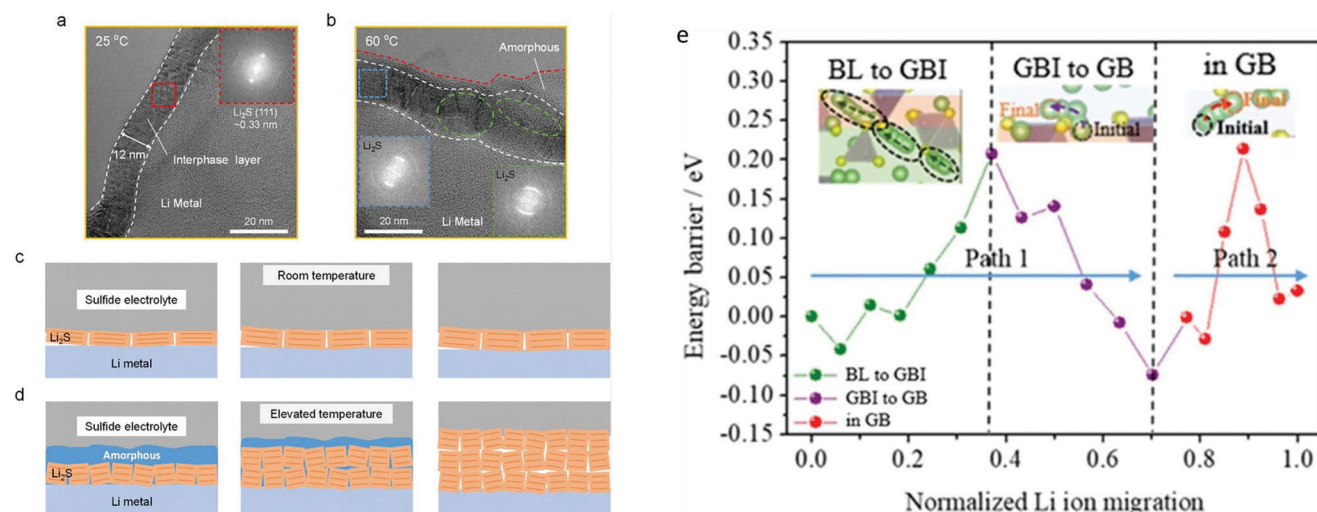 a
25 °C
Li₂S (111)
~0.33 nm
12 nm
Interphase layer
Li Metal
20 nm
b
60 °C
Amorphous
Li₂S
Li₂S
20 nm
Li Metal
c
Room temperature
Sulfide electrolyte
Li₂S
Li metal
d
Sulfide electrolyte
Elevated temperature
Amorphous
Li₂S
Li metal
e
0.35
0.30
0.25
0.20
0.15
0.10
0.05
0.00
-0.05
-0.10
-0.15
Energy barrier / eV
BL to GBI
GBI to GB
in GB
Final
Initial
Final
Initial
Path 1
Path 2
BL to GBI
GBI to GB
in GB
0.0
0.2
0.4
0.6
0.8
1.0
Normalized Li ion migration